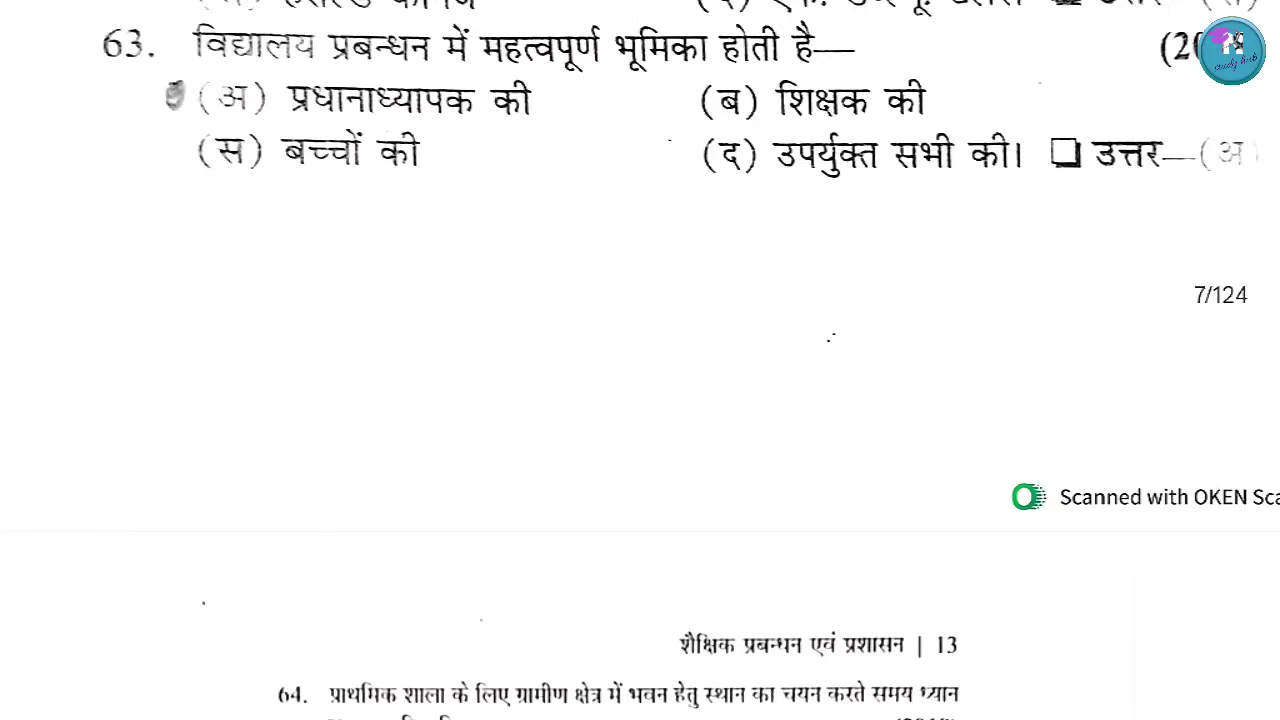 63. विद्यालय प्रबन्धन में महत्वपूर्ण भूमिका होती है—
(अ) प्रधानाध्यापक की (ब) शिक्षक की
(स) बच्चों की (द) उपर्युक्त सभी की। ❑ उत्तर—(अ)
7/124
Scanned with OKEN
शैक्षिक प्रबन्धन एवं प्रशासन | 13
64. प्राथमिक शाला के लिए ग्रामीण क्षेत्र में भवन हेतु स्थान का चयन करते समय ध्यान